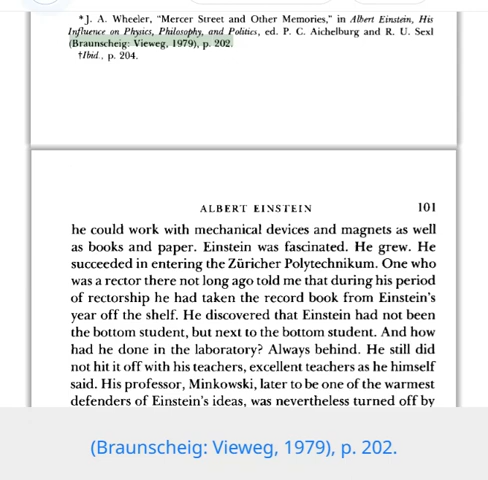 *J. A. Wheeler, "Mercer Street and Other Memories," in Albert Einstein, His
Influence on Physics, Philosophy, and Politics, ed. P. C. Aichelburg and R. U. Sexl
(Braunscheig: Vieweg, 1979), p. 202.
†Ibid., p. 204.
ALBERT EINSTEIN 101
he could work with mechanical devices and magnets as well
as books and paper. Einstein was fascinated. He grew. He
succeeded in entering the Züricher Polytechnikum. One who
was a rector there not long ago told me that during his period
of rectorship he had taken the record book from Einstein's
year off the shelf. He discovered that Einstein had not been
the bottom student, but next to the bottom student. And how
had he done in the laboratory? Always behind. He still did
not hit it off with his teachers, excellent teachers as he himself
said. His professor, Minkowski, later to be one of the warmest
defenders of Einstein's ideas, was nevertheless turned off by
(Braunscheig: Vieweg, 1979), p. 202.